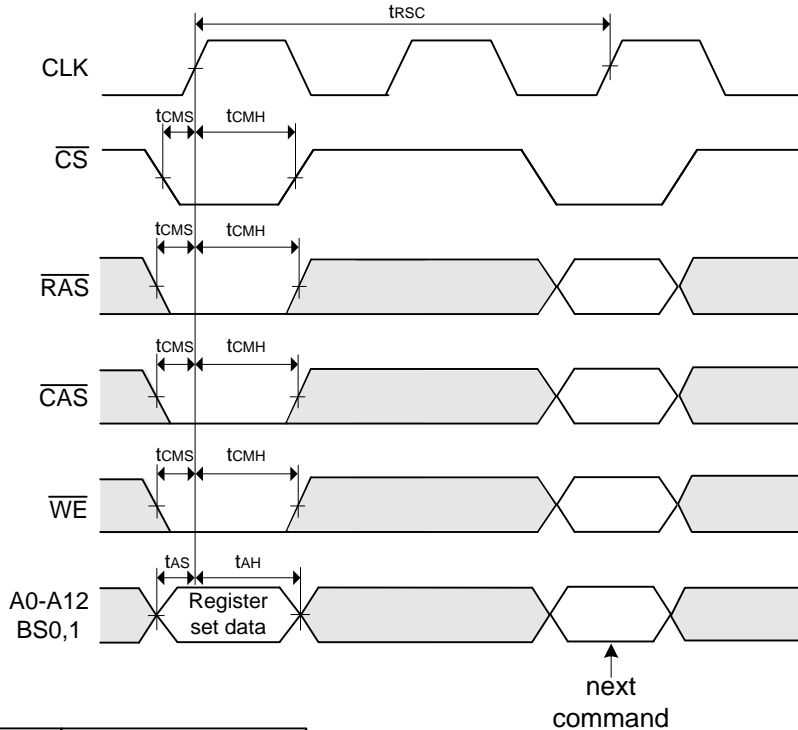 tRSC
CLK
tCMS tCMH
CS
tCMS tCMH
RAS
tCMS tCMH
CAS
tCMS tCMH
WE
tAS tAH
A0-A12
BS0,1
Register
set data
next
command